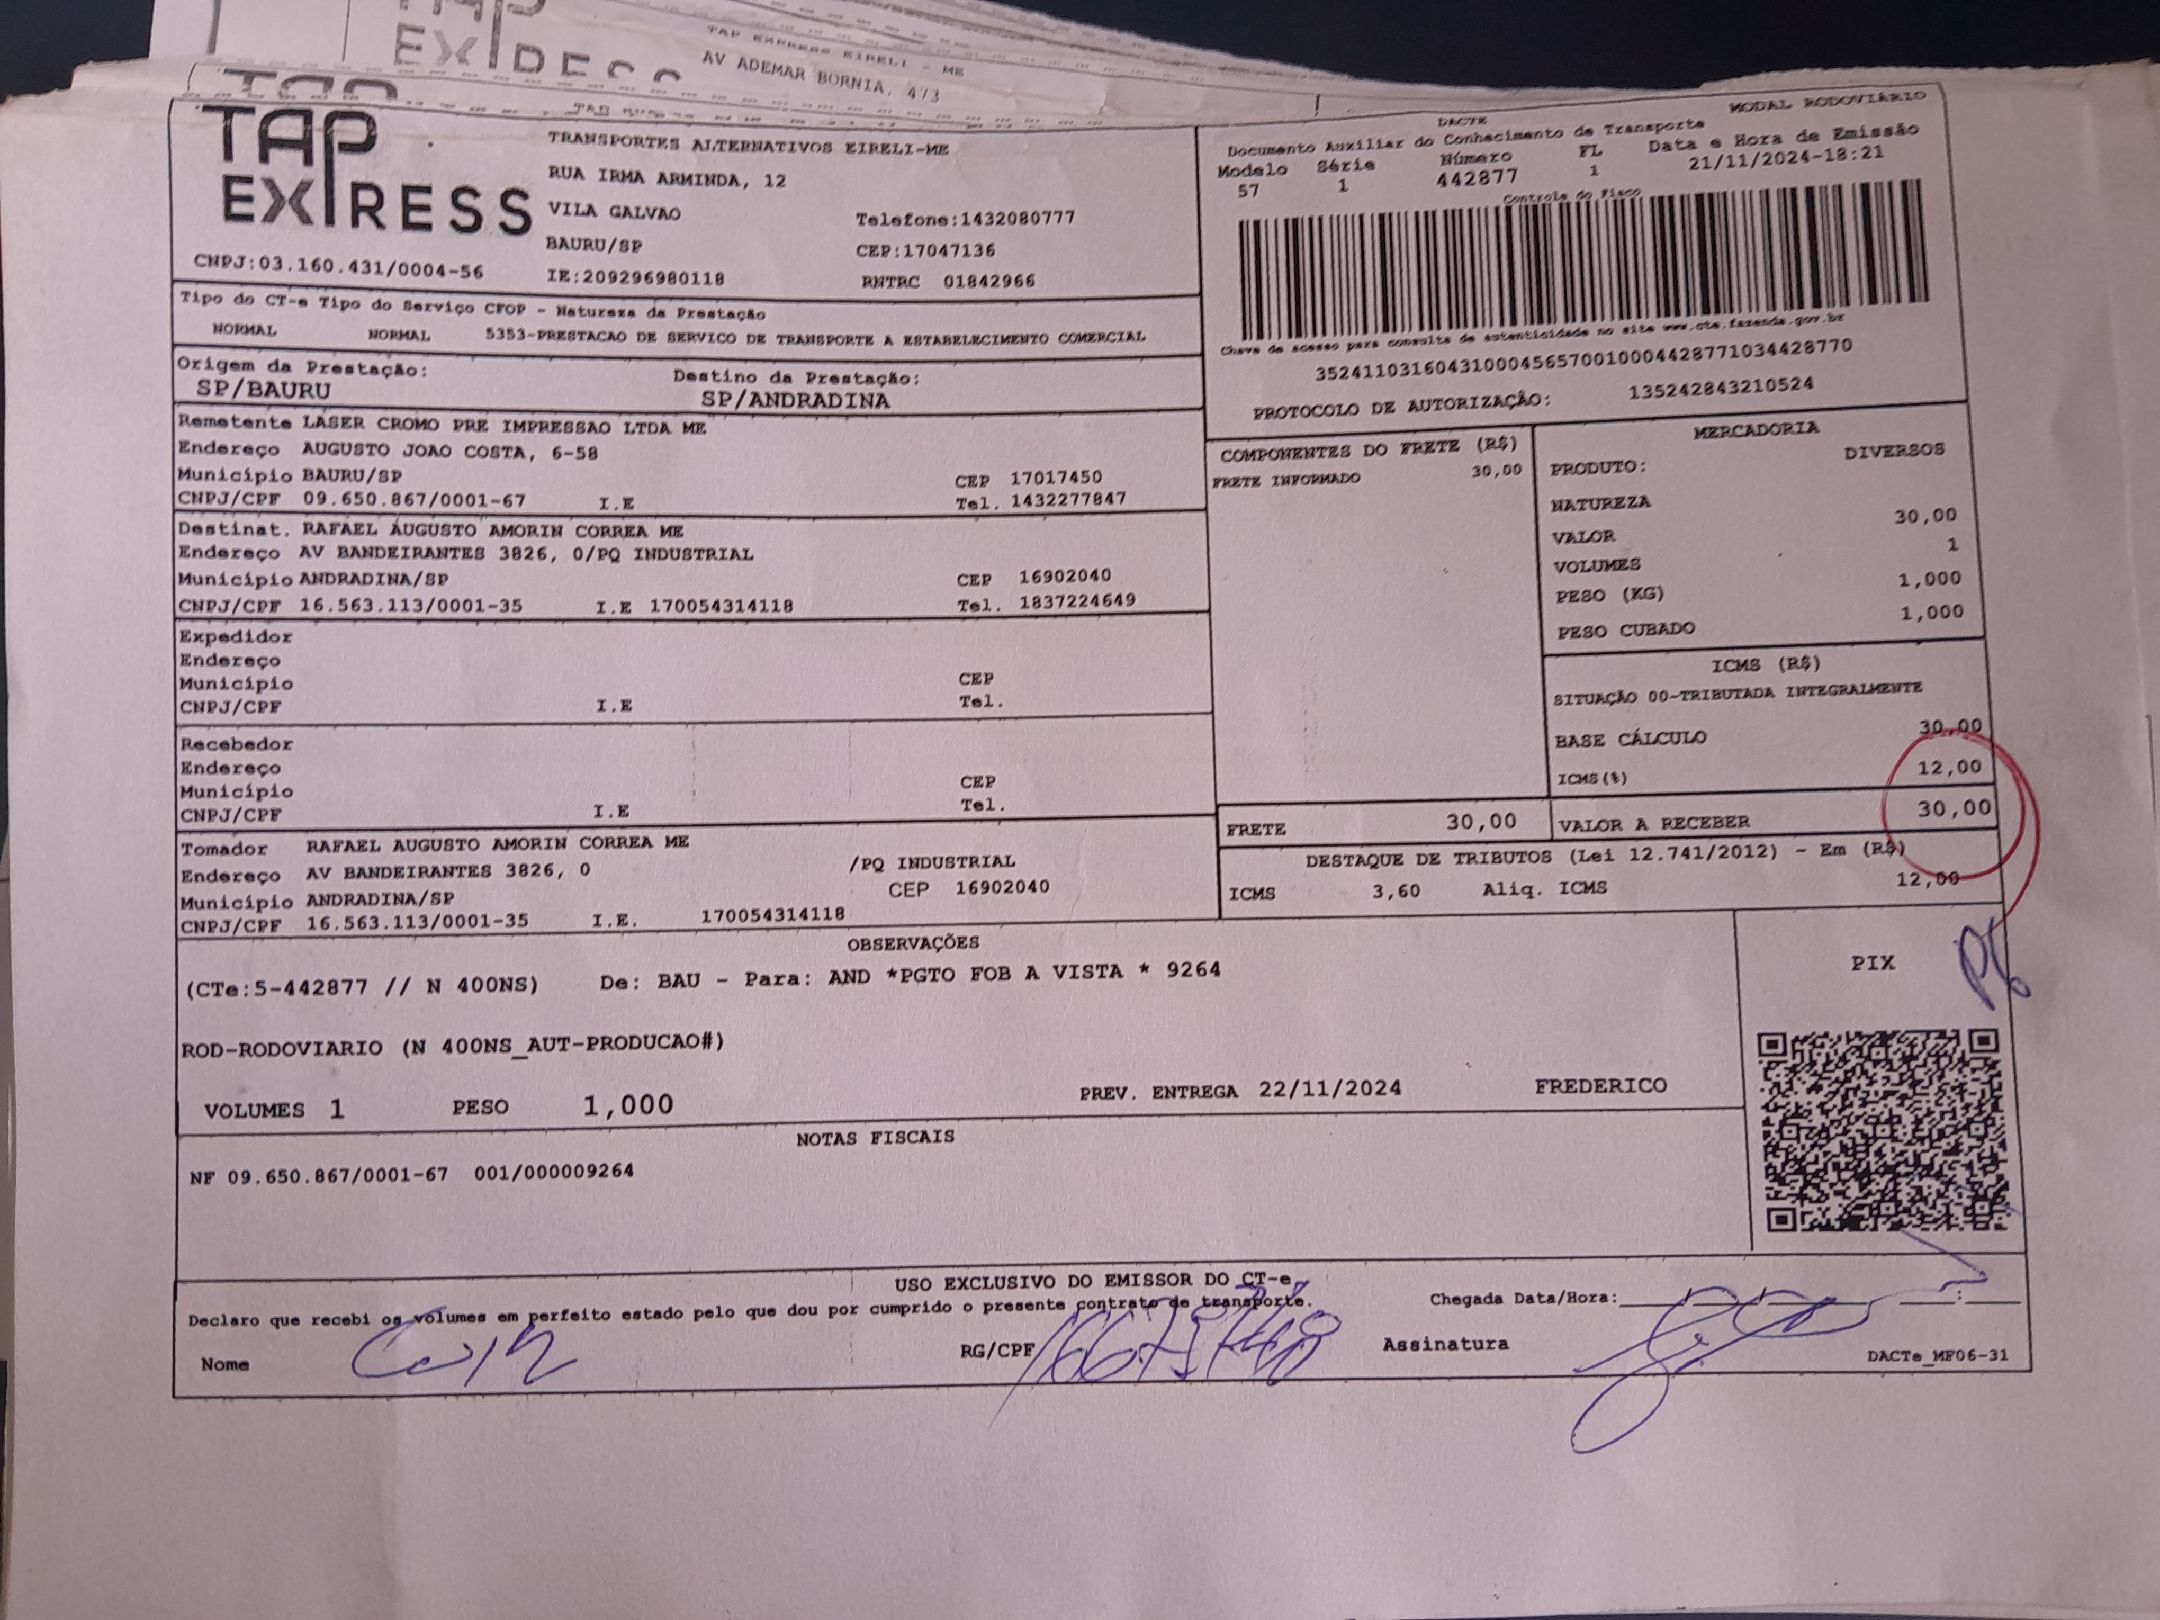 EXPRESS
TAP EXPRESS EIRELI - ME
AV ADEMAR BORNIA, 473
TAP
EXPRESS
CNPJ:03.160.431/0004-56
TRANSPORTES ALTERNATIVOS EIRELI-ME
RUA IRMA ARMINDA, 12
VILA GALVAO Telefone:1432080777
BAURU/SP CEP:17047136
IE:209296980118 RNTRC 01842966
MODAL RODOVIÁRIO
DACTE
Documento Auxiliar do Conhecimento de Transporte
Modelo Série Número FL Data e Hora de Emissão
57 1 442877 1 21/11/2024-18:21
Controle do Fisco
Chave de acesso para consulta de autenticidade no site www.cte.fazenda.gov.br
35241103160431000456570010004428771034428770
PROTOCOLO DE AUTORIZAÇÃO: 135242843210524
Tipo do CT-e Tipo do Serviço CFOP - Natureza da Prestação
NORMAL NORMAL 5353-PRESTACAO DE SERVICO DE TRANSPORTE A ESTABELECIMENTO COMERCIAL
Origem da Prestação: Destino da Prestação:
SP/BAURU SP/ANDRADINA
Remetente LASER CROMO PRE IMPRESSAO LTDA ME
Endereço AUGUSTO JOAO COSTA, 6-58
Município BAURU/SP CEP 17017450
CNPJ/CPF 09.650.867/0001-67 I.E Tel. 1432277847
Destinat. RAFAEL AUGUSTO AMORIN CORREA ME
Endereço AV BANDEIRANTES 3826, 0/PQ INDUSTRIAL
Município ANDRADINA/SP CEP 16902040
CNPJ/CPF 16.563.113/0001-35 I.E 170054314118 Tel. 1837224649
Expedidor
Endereço
Município CEP
CNPJ/CPF I.E Tel.
Recebedor
Endereço
Município CEP
CNPJ/CPF I.E Tel.
Tomador RAFAEL AUGUSTO AMORIN CORREA ME
Endereço AV BANDEIRANTES 3826, 0 /PQ INDUSTRIAL
Município ANDRADINA/SP CEP 16902040
CNPJ/CPF 16.563.113/0001-35 I.E. 170054314118
COMPONENTES DO FRETE (R$)
FRETE INFORMADO 30,00
MERCADORIA
PRODUTO: DIVERSOS
NATUREZA
VALOR 30,00
VOLUMES 1
PESO (KG) 1,000
PESO CUBADO 1,000
ICMS (R$)
SITUAÇÃO 00-TRIBUTADA INTEGRALMENTE
BASE CÁLCULO 30,00
ICMS(%) 12,00
FRETE 30,00 VALOR A RECEBER 30,00
DESTAQUE DE TRIBUTOS (Lei 12.741/2012) - Em (R$)
ICMS 3,60 Aliq. ICMS 12,00
OBSERVAÇÕES
(CTe:5-442877 // N 400NS) De: BAU - Para: AND *PGTO FOB A VISTA * 9264
ROD-RODOVIARIO (N 400NS_AUT-PRODUCAO#)
VOLUMES 1 PESO 1,000 PREV. ENTREGA 22/11/2024 FREDERICO
PIX
NOTAS FISCAIS
NF 09.650.867/0001-67 001/000009264
USO EXCLUSIVO DO EMISSOR DO CT-e
Declaro que recebi os volumes em perfeito estado pelo que dou por cumprido o presente contrato de transporte. Chegada Data/Hora:
Nome RG/CPF Assinatura
DACTe_MF06-31